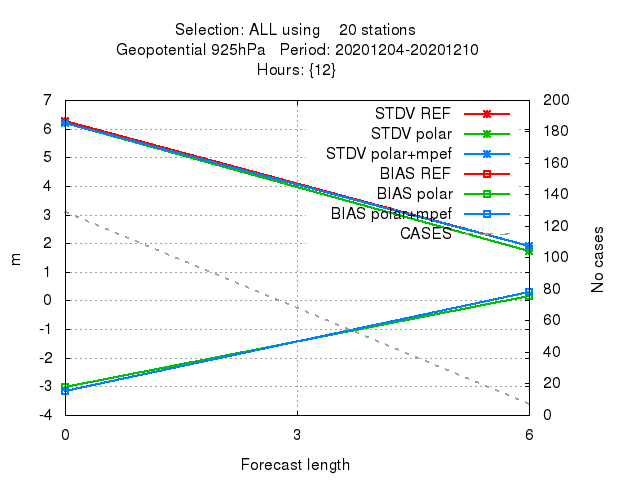 Selection: ALL using    20 stations
Geopotential 925hPa   Period: 20201204-20201210
Hours: {12}
7
6
5
4
3
2
1
0
-1
-2
-3
-4
m
STDV REF
STDV polar
STDV polar+mpef
BIAS REF
BIAS polar
BIAS polar+mpef
CASES
200
180
160
140
120
100
80
60
40
20
0
No cases
0
3
6
Forecast length